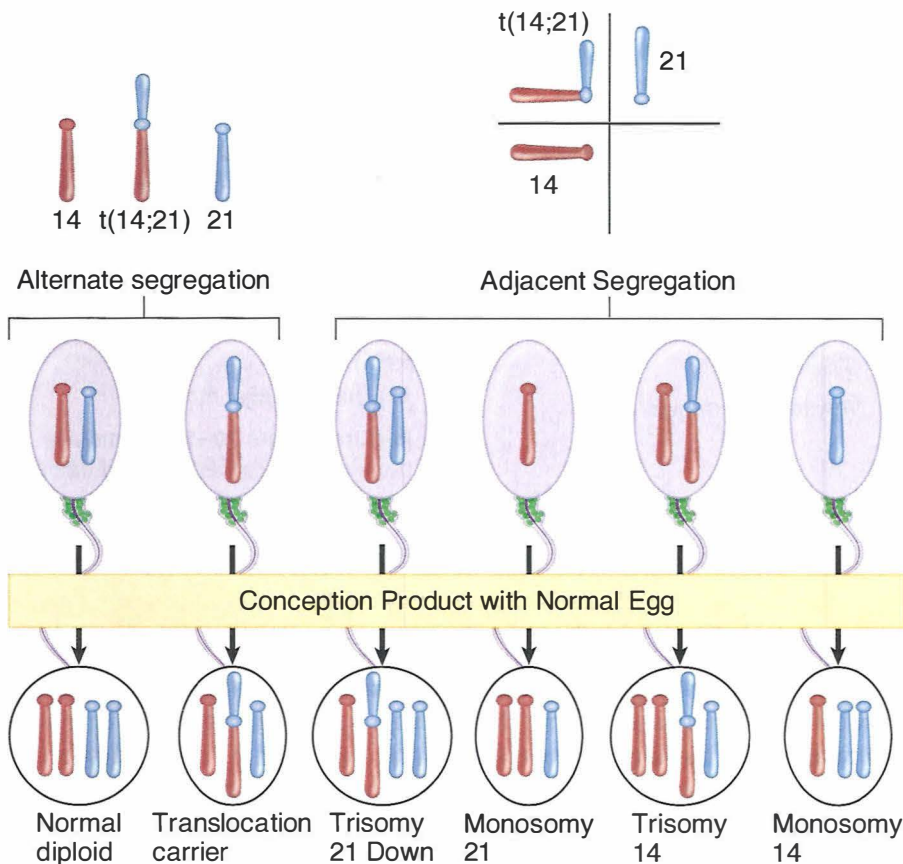 t(14;21)
21
14
14 t(14;21) 21
Alternate segregation
Adjacent Segregation
Conception Product with Normal Egg
Normal
diploid
Translocation
carrier
Trisomy
21 Down
Monosomy
21
Trisomy
14
Monosomy
14